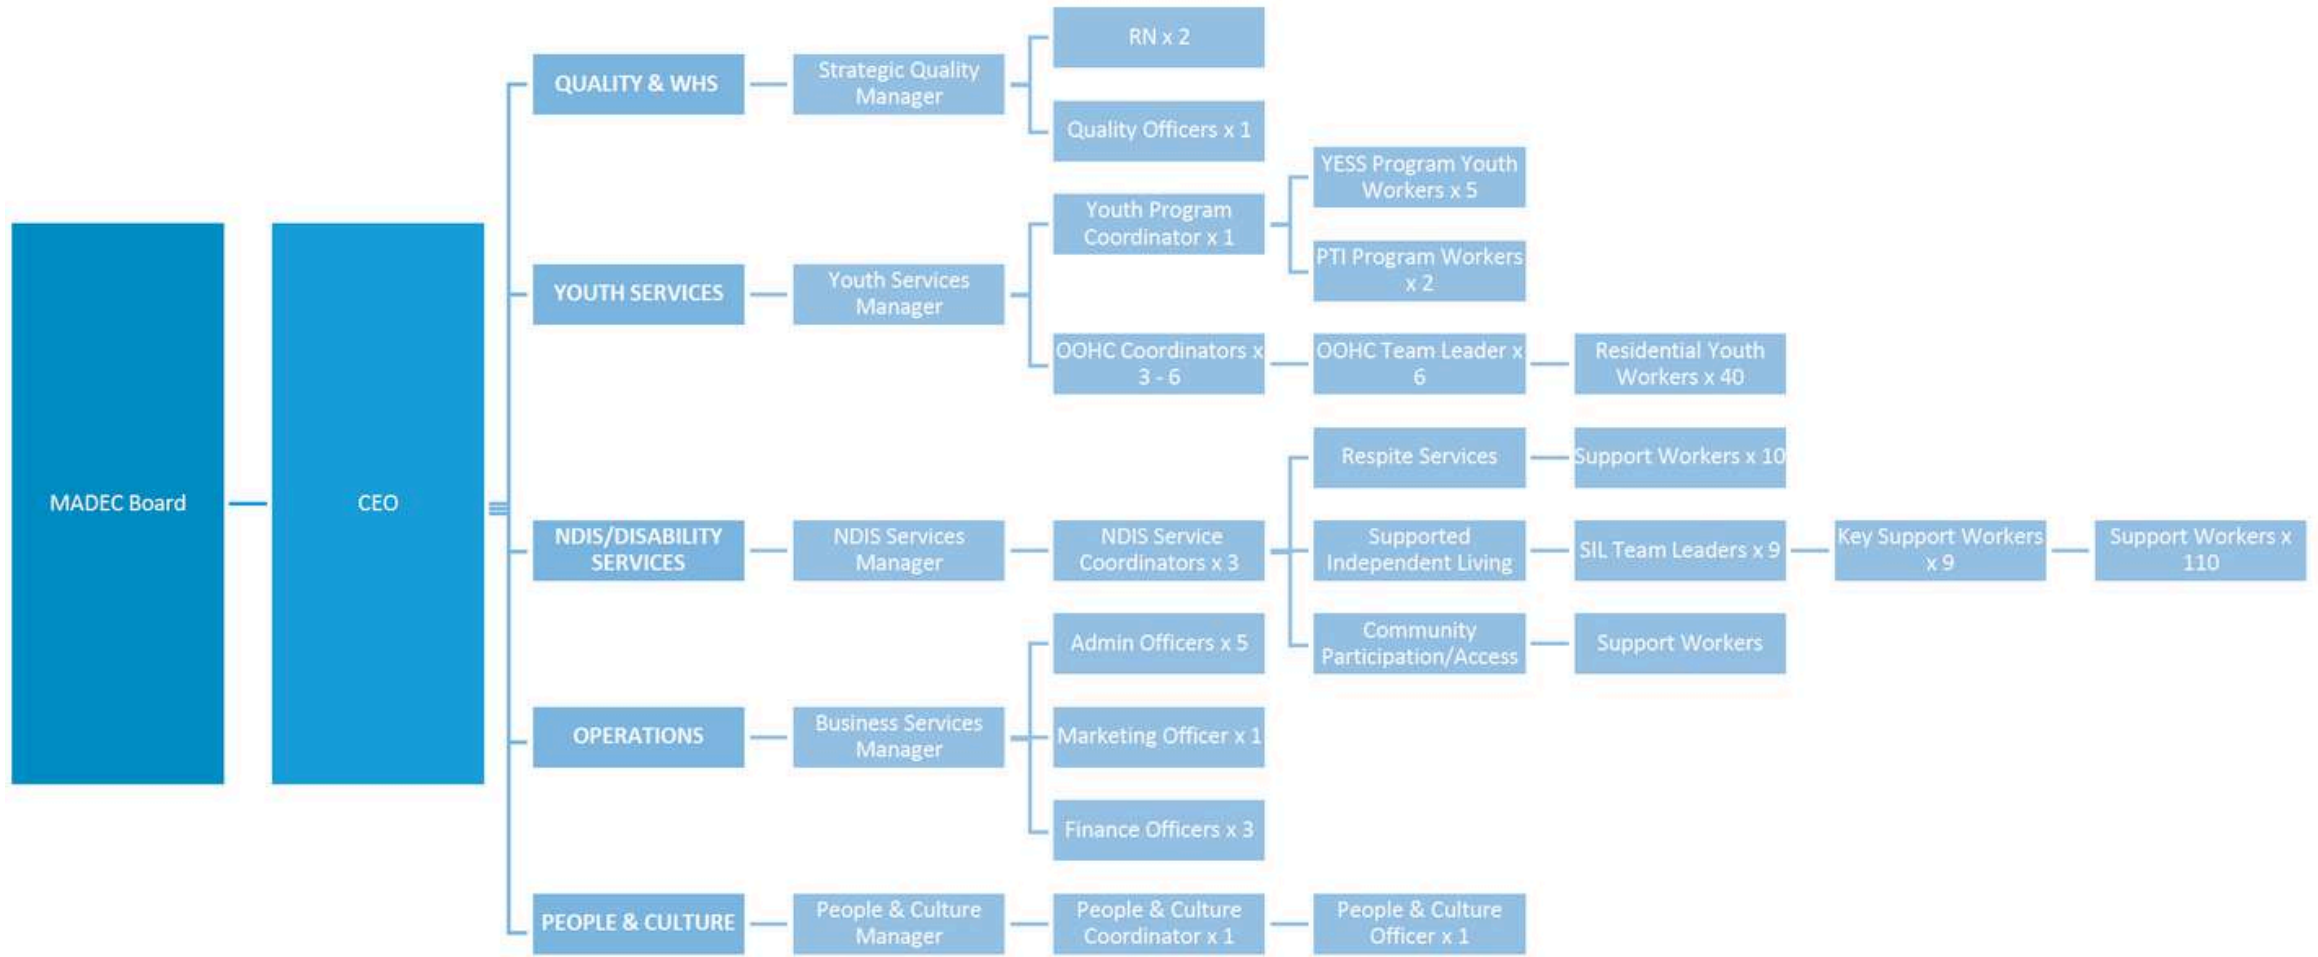 MADEC Board
CEO
QUALITY & WHS
Strategic Quality
Manager
RN x 2
Quality Officers x 1
YOUTH SERVICES
Youth Services
Manager
Youth Program
Coordinator x 1
YESS Program Youth
Workers x 5
PTI Program Workers
x 2
OOHC Coordinators x
3 - 6
OOHC Team Leader x
6
Residential Youth
Workers x 40
NDIS/DISABILITY
SERVICES
NDIS Services
Manager
NDIS Service
Coordinators x 3
Respite Services
Support Workers x 10
Supported
Independent Living
SIL Team Leaders x 9
Key Support Workers
x 9
Support Workers x
110
Community
Participation/Access
Support Workers
OPERATIONS
Business Services
Manager
Admin Officers x 5
Marketing Officer x 1
Finance Officers x 3
PEOPLE & CULTURE
People & Culture
Manager
People & Culture
Coordinator x 1
People & Culture
Officer x 1